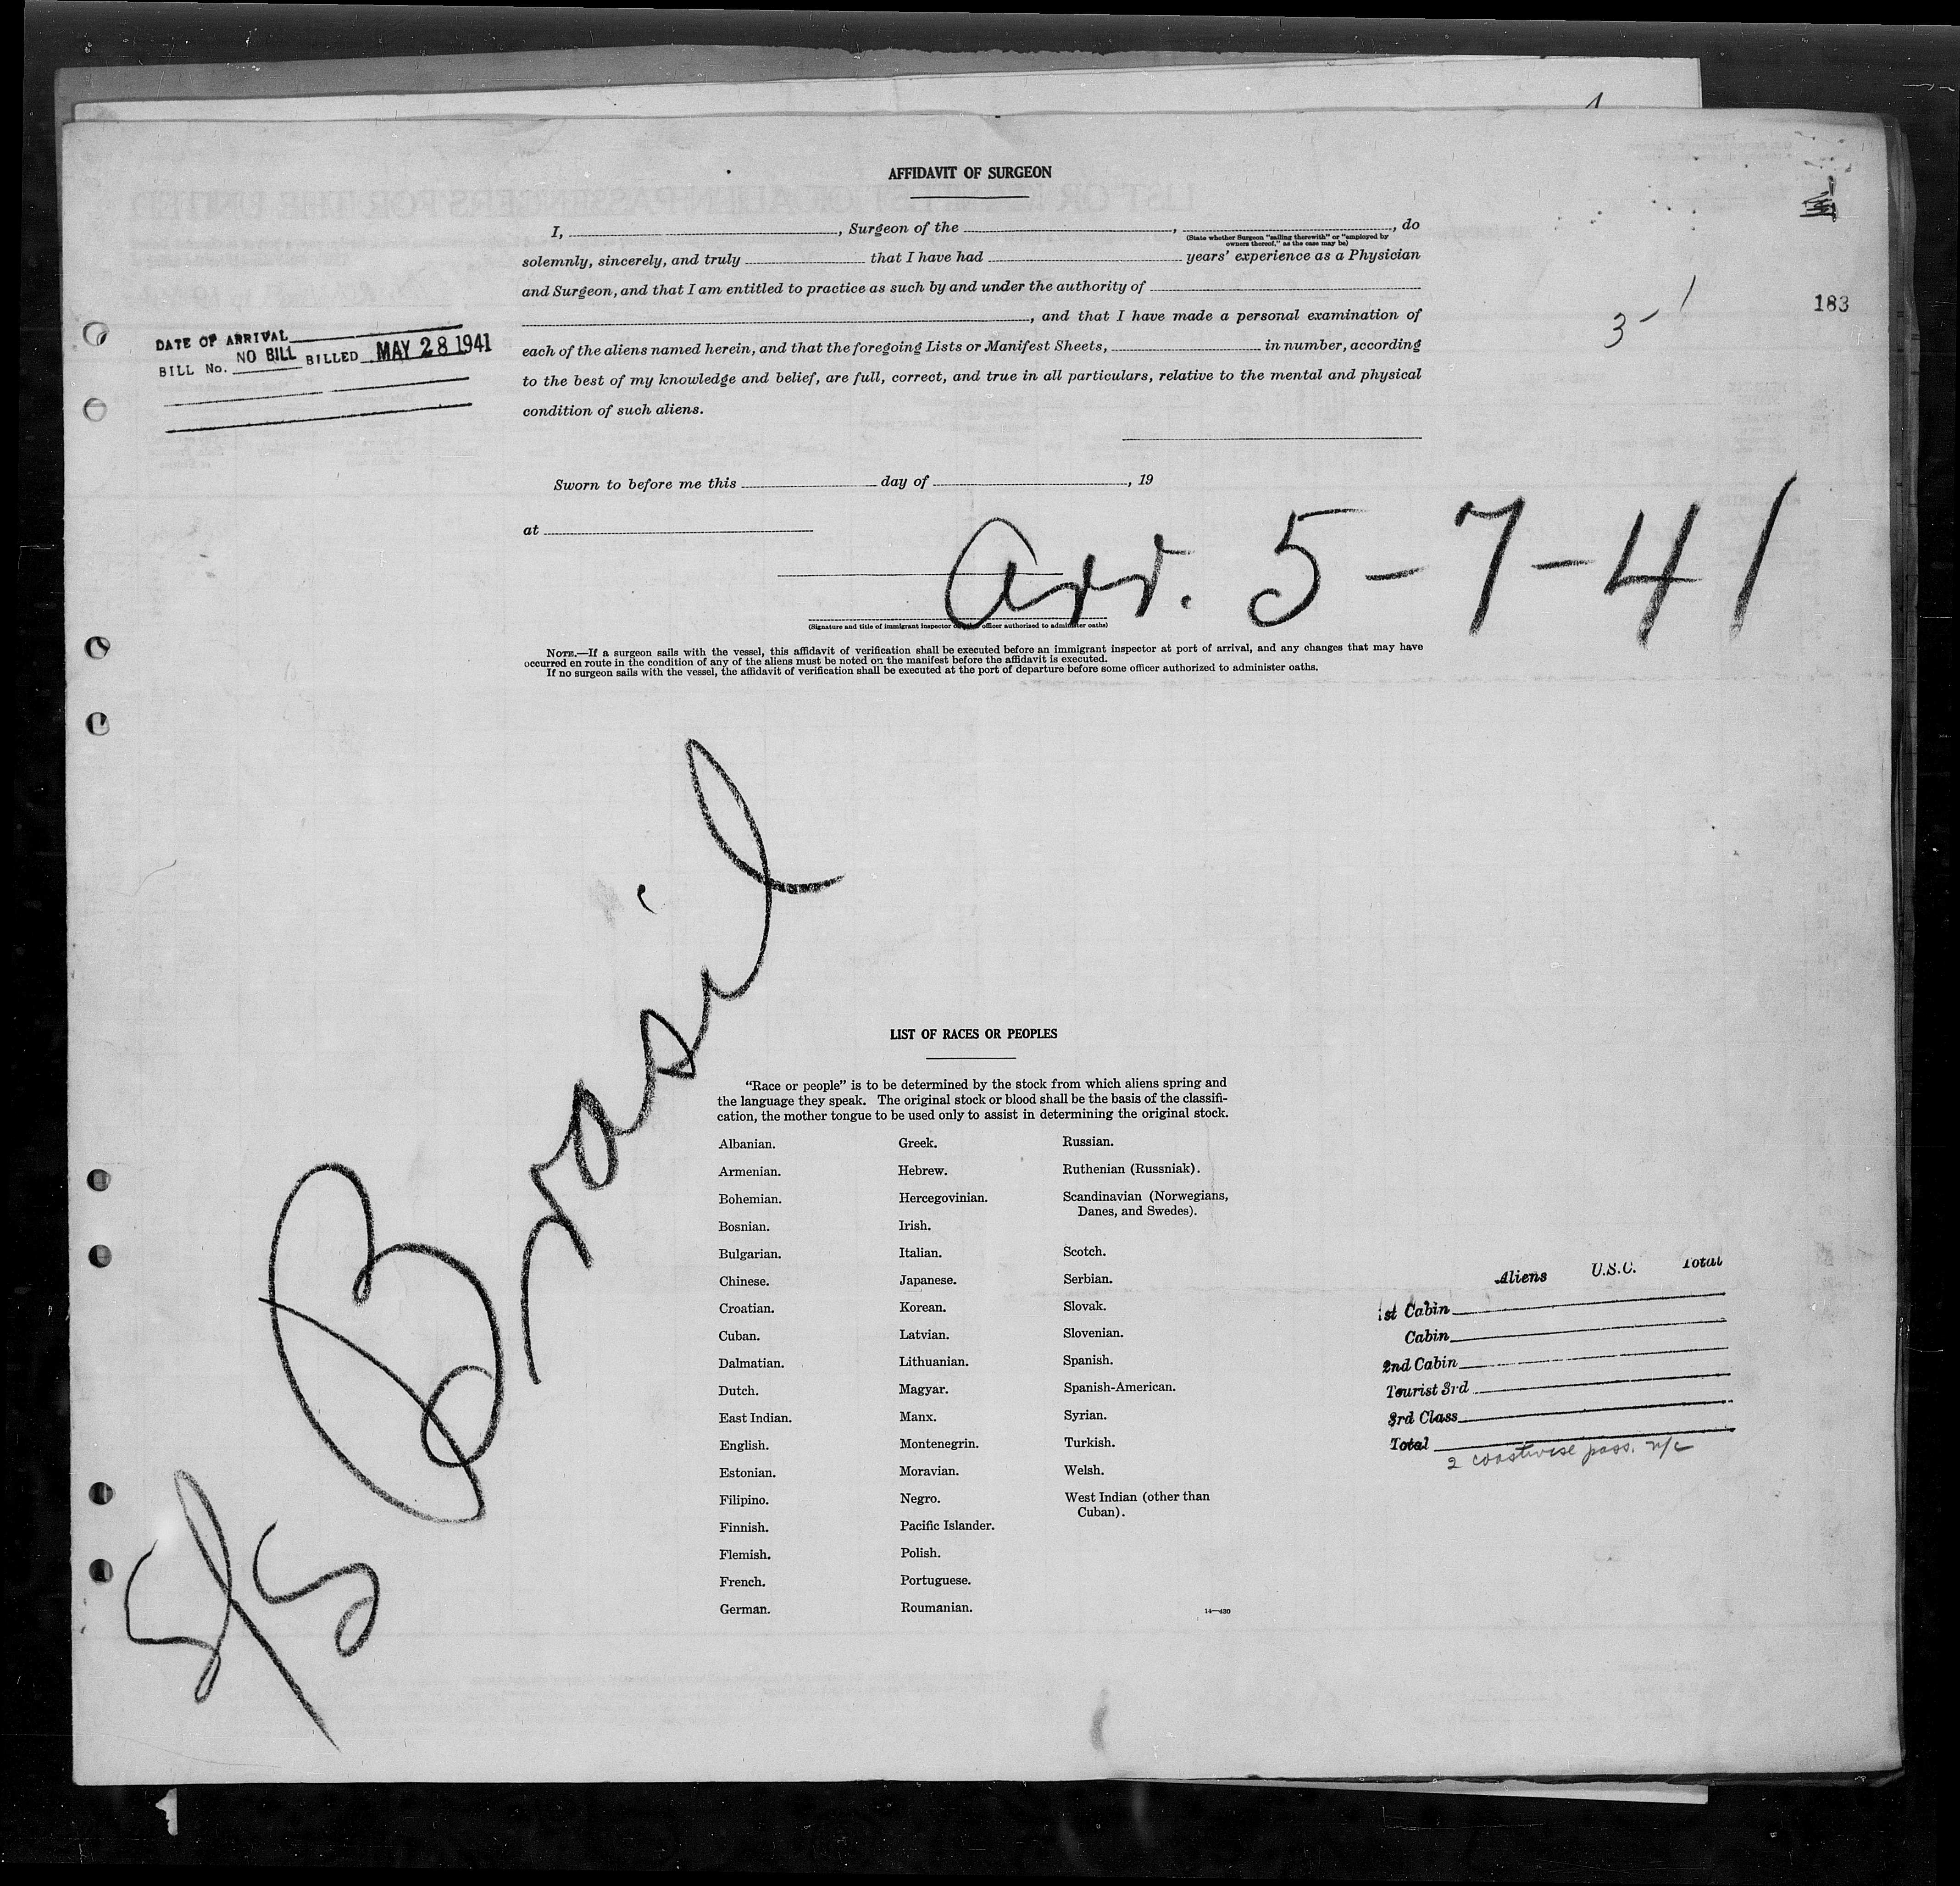 AFFIDAVIT OF SURGEON
I, , Surgeon of the , , do
(State whether Surgeon "sailing therewith" or "employed by
owners thereof," as the case may be)
solemnly, sincerely, and truly that I have had years' experience as a Physician
and Surgeon, and that I am entitled to practice as such by and under the authority of
, and that I have made a personal examination of
each of the aliens named herein, and that the foregoing Lists or Manifest Sheets, in number, according
to the best of my knowledge and belief, are full, correct, and true in all particulars, relative to the mental and physical
condition of such aliens.
183
3 - 1
DATE OF ARRIVAL
BILL No. NO BILL BILLED MAY 28 1941
Sworn to before me this day of , 19
at
Arr. 5-7-41
(Signature and title of immigrant inspector officer authorized to administer oaths)
NOTE.—If a surgeon sails with the vessel, this affidavit of verification shall be executed before an immigrant inspector at port of arrival, and any changes that may have
occurred en route in the condition of any of the aliens must be noted on the manifest before the affidavit is executed.
If no surgeon sails with the vessel, the affidavit of verification shall be executed at the port of departure before some officer authorized to administer oaths.
S/S Brasil
LIST OF RACES OR PEOPLES
"Race or people" is to be determined by the stock from which aliens spring and
the language they speak. The original stock or blood shall be the basis of the classifi-
cation, the mother tongue to be used only to assist in determining the original stock.
Albanian.
Armenian.
Bohemian.
Bosnian.
Bulgarian.
Chinese.
Croatian.
Cuban.
Dalmatian.
Dutch.
East Indian.
English.
Estonian.
Filipino.
Finnish.
Flemish.
French.
German.
Greek.
Hebrew.
Hercegovinian.
Irish.
Italian.
Japanese.
Korean.
Latvian.
Lithuanian.
Magyar.
Manx.
Montenegrin.
Moravian.
Negro.
Pacific Islander.
Polish.
Portuguese.
Roumanian.
Russian.
Ruthenian (Russniak).
Scandinavian (Norwegians,
Danes, and Swedes).
Scotch.
Serbian.
Slovak.
Slovenian.
Spanish.
Spanish-American.
Syrian.
Turkish.
Welsh.
West Indian (other than
Cuban).
14—430
Aliens U.S.C. Total
1st Cabin
Cabin
2nd Cabin
Tourist 3rd
3rd Class
Total
2 coastwise pass. n/c